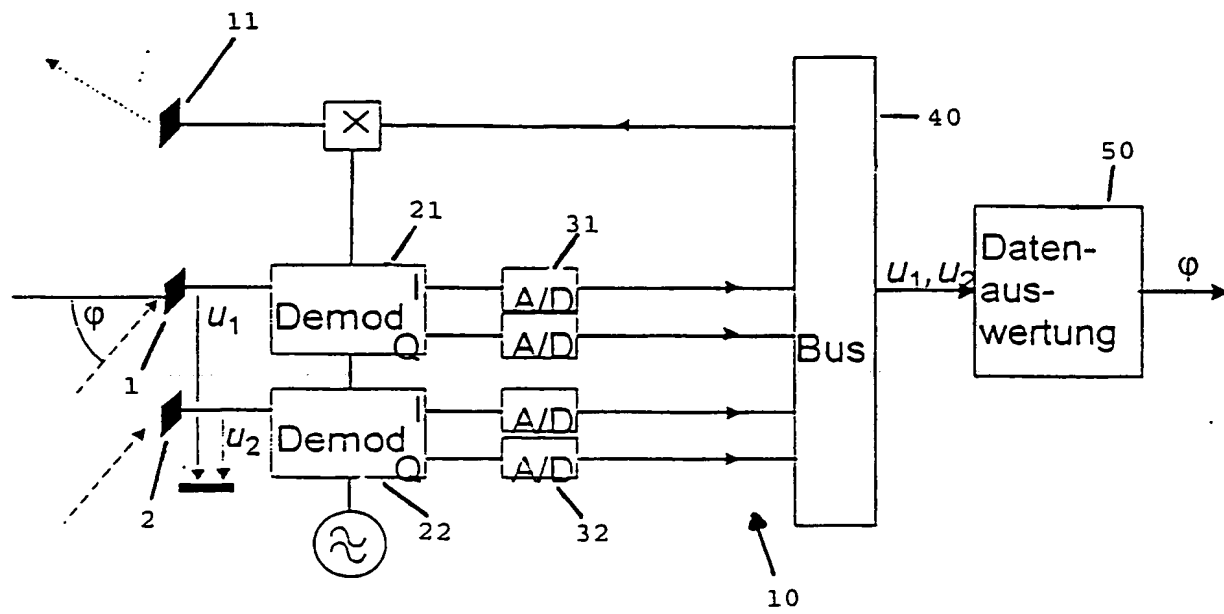 11
40
50
21
31
I
A/D
u₁, u₂
Daten-
aus-
wertung
φ
φ
u₁
Demod
Q
A/D
Bus
1
I
A/D
u₂
Demod
Q
A/D
2
22
32
10